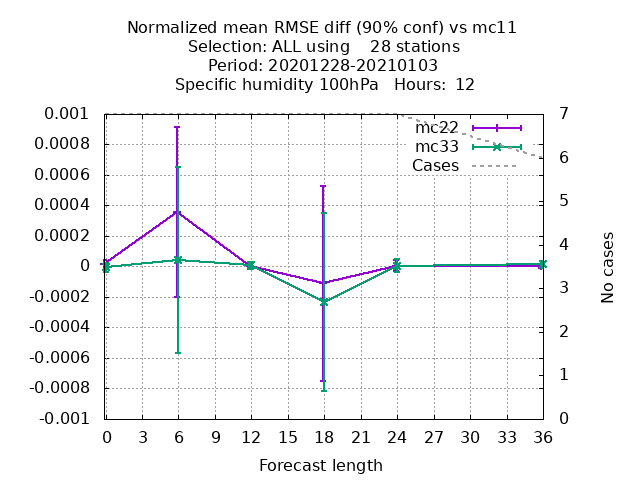 Normalized mean RMSE diff (90% conf) vs mc11
Selection: ALL using    28 stations
Period: 20201228-20210103
Specific humidity 100hPa   Hours:  12
0.001
0.0008
0.0006
0.0004
0.0002
0
-0.0002
-0.0004
-0.0006
-0.0008
-0.001
mc22
mc33
Cases
7
6
5
4
3
2
1
0
No cases
0 3 6 9 12 15 18 21 24 27 30 33 36
Forecast length